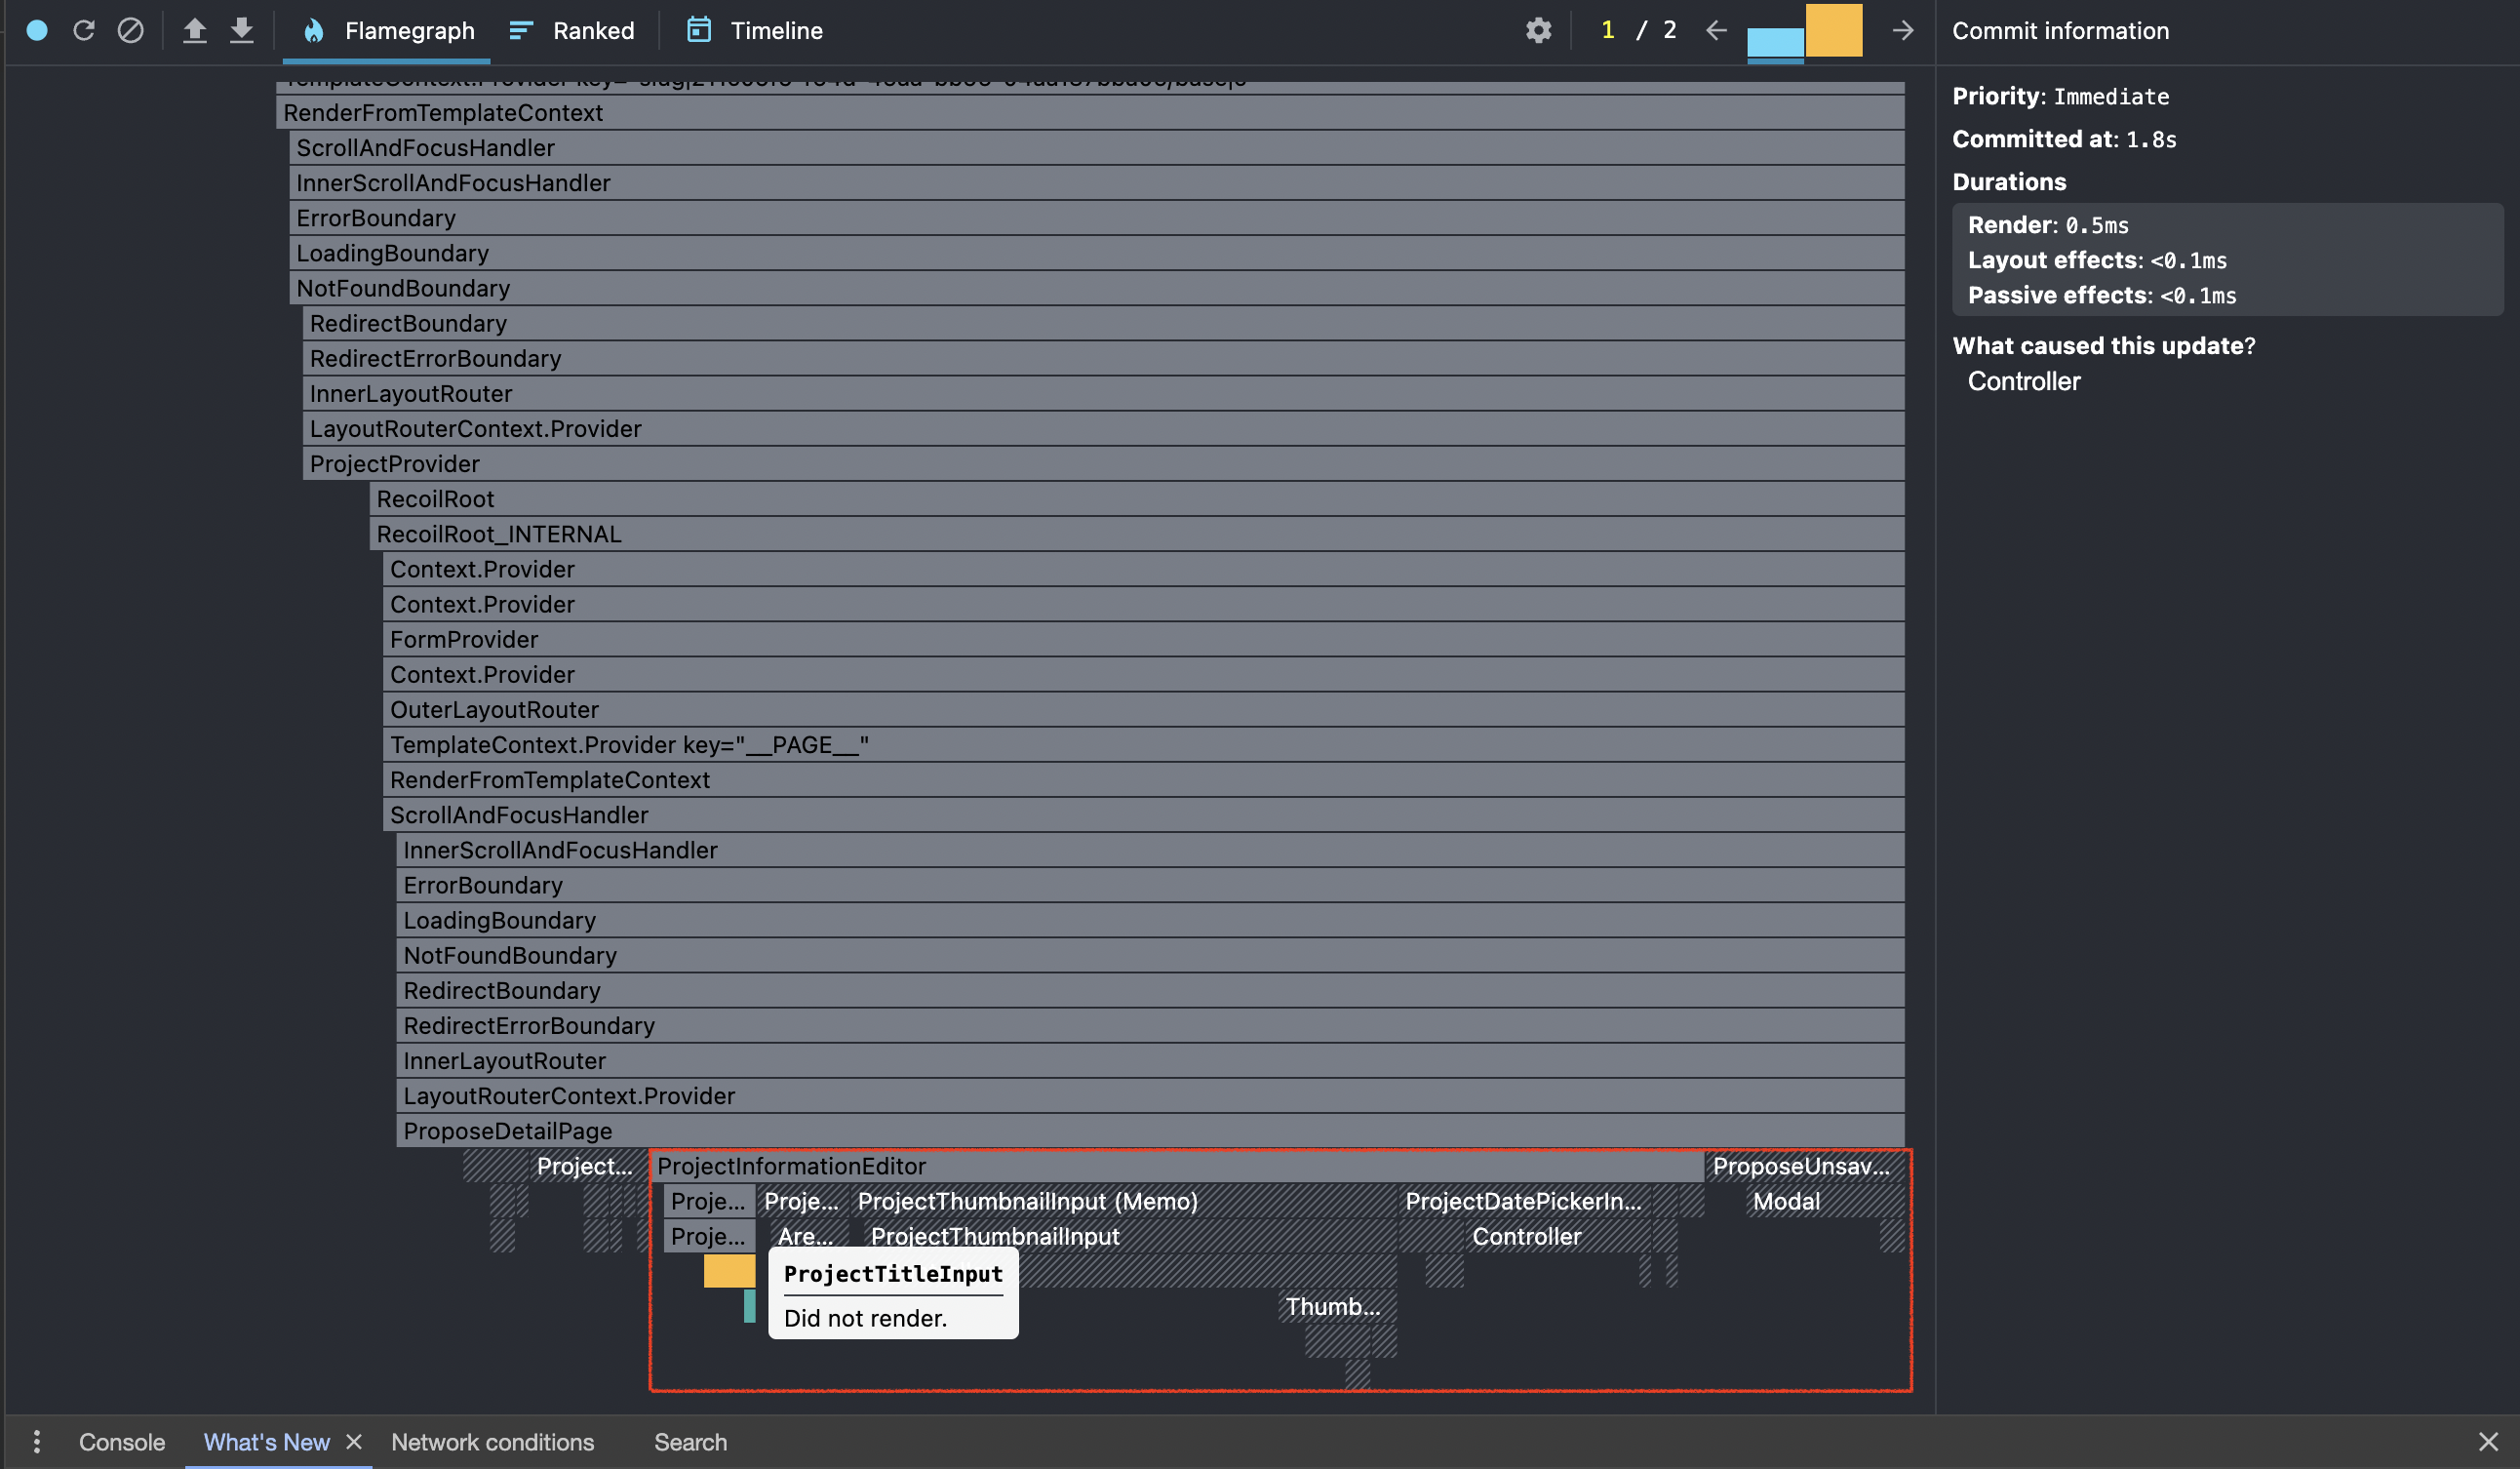 Flamegraph
Ranked
Timeline
1 / 2
Commit information
RenderFromTemplateContext
ScrollAndFocusHandler
InnerScrollAndFocusHandler
ErrorBoundary
LoadingBoundary
NotFoundBoundary
RedirectBoundary
RedirectErrorBoundary
InnerLayoutRouter
LayoutRouterContext.Provider
ProjectProvider
RecoilRoot
RecoilRoot_INTERNAL
Context.Provider
Context.Provider
FormProvider
Context.Provider
OuterLayoutRouter
TemplateContext.Provider key="__PAGE__"
RenderFromTemplateContext
ScrollAndFocusHandler
InnerScrollAndFocusHandler
ErrorBoundary
LoadingBoundary
NotFoundBoundary
RedirectBoundary
RedirectErrorBoundary
InnerLayoutRouter
LayoutRouterContext.Provider
ProposeDetailPage
Project... ProjectInformationEditor ProposeUnsav...
Proje... Proje... ProjectThumbnailInput (Memo) ProjectDatePickerIn... Modal
Proje... Are... ProjectThumbnailInput Controller
ProjectTitleInput
Did not render.
Thumb...
Priority: Immediate
Committed at: 1.8s
Durations
Render: 0.5ms
Layout effects: <0.1ms
Passive effects: <0.1ms
What caused this update?
Controller
Console
What's New
Network conditions
Search